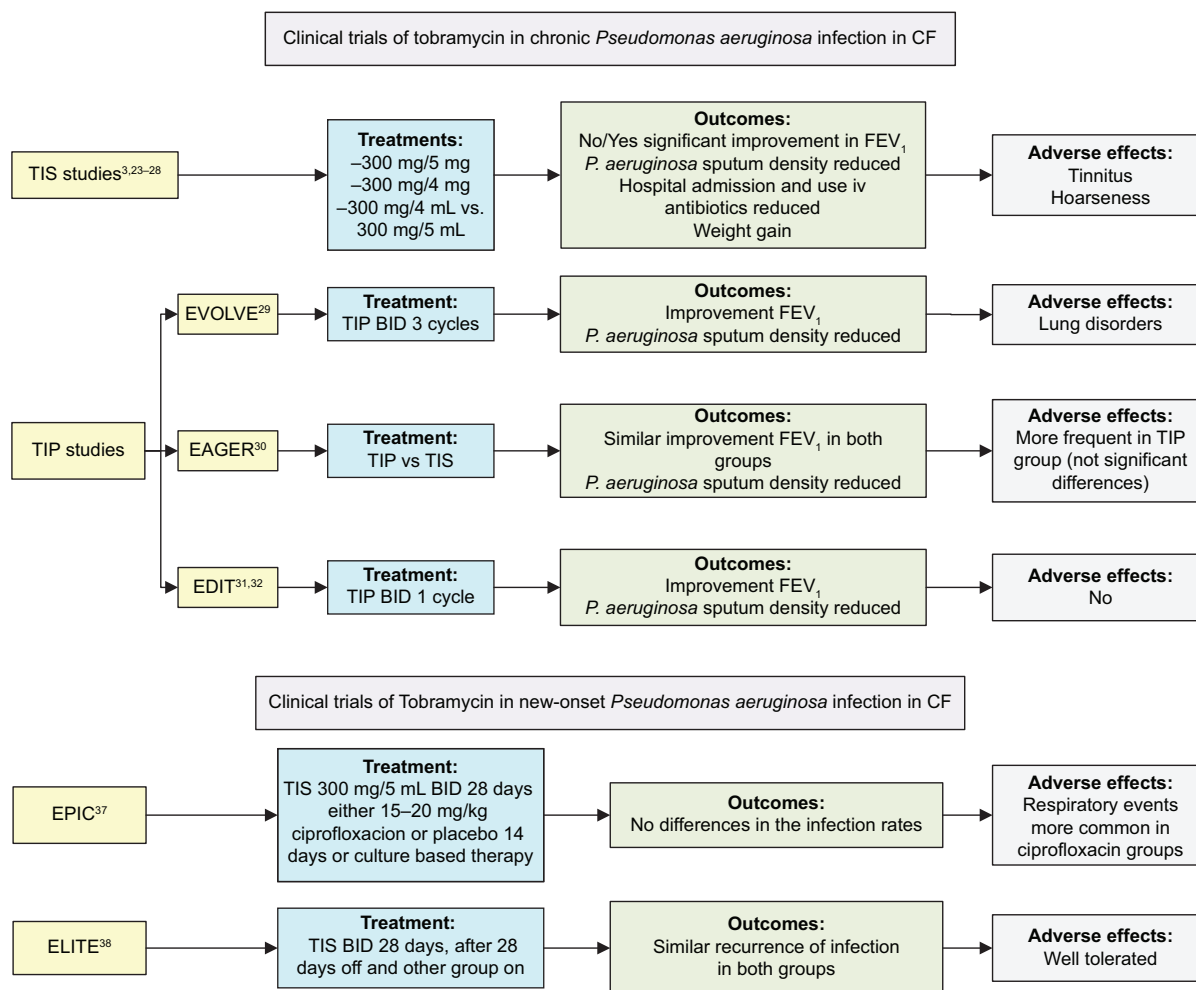 Clinical trials of tobramycin in chronic Pseudomonas aeruginosa infection in CF
TIS studies3,23–28
Treatments:
–300 mg/5 mg
–300 mg/4 mg
–300 mg/4 mL vs.
300 mg/5 mL
Outcomes:
No/Yes significant improvement in FEV1
P. aeruginosa sputum density reduced
Hospital admission and use iv
antibiotics reduced
Weight gain
Adverse effects:
Tinnitus
Hoarseness
TIP studies
EVOLVE29
Treatment:
TIP BID 3 cycles
Outcomes:
Improvement FEV1
P. aeruginosa sputum density reduced
Adverse effects:
Lung disorders
EAGER30
Treatment:
TIP vs TIS
Outcomes:
Similar improvement FEV1 in both
groups
P. aeruginosa sputum density reduced
Adverse effects:
More frequent in TIP
group (not significant
differences)
EDIT31,32
Treatment:
TIP BID 1 cycle
Outcomes:
Improvement FEV1
P. aeruginosa sputum density reduced
Adverse effects:
No
Clinical trials of Tobramycin in new-onset Pseudomonas aeruginosa infection in CF
EPIC37
Treatment:
TIS 300 mg/5 mL BID 28 days
either 15–20 mg/kg
ciprofloxacion or placebo 14
days or culture based therapy
Outcomes:
No differences in the infection rates
Adverse effects:
Respiratory events
more common in
ciprofloxacin groups
ELITE38
Treatment:
TIS BID 28 days, after 28
days off and other group on
Outcomes:
Similar recurrence of infection
in both groups
Adverse effects:
Well tolerated